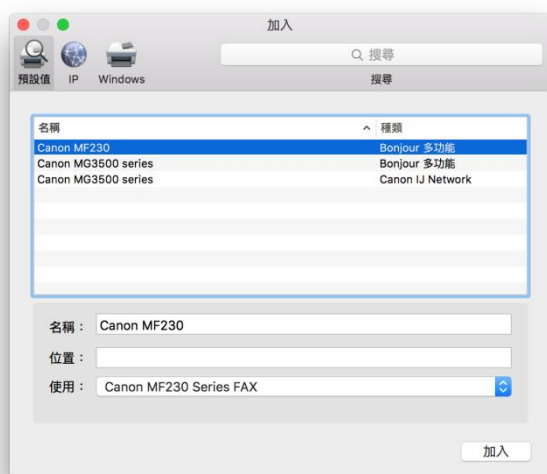 加入
預設值 IP Windows
搜尋
搜尋
名稱 種類
Canon MF230 Bonjour 多功能
Canon MG3500 series Bonjour 多功能
Canon MG3500 series Canon IJ Network
名稱： Canon MF230
位置：
使用： Canon MF230 Series FAX
加入